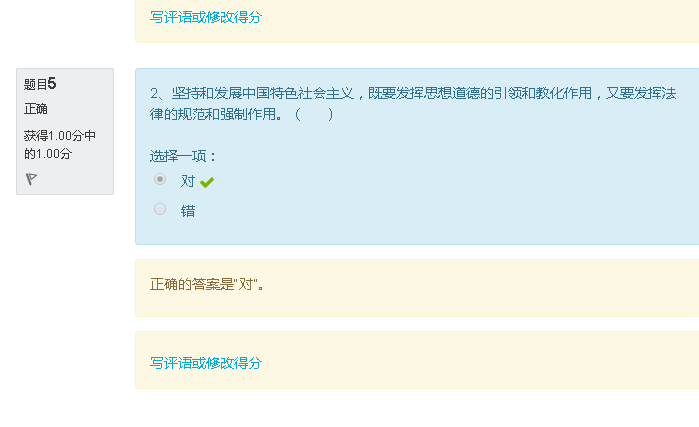 写评语或修改得分
题目5
正确
获得1.00分中
的1.00分
2、坚持和发展中国特色社会主义，既要发挥思想道德的引领和教化作用，又要发挥法
律的规范和强制作用。（　　）
选择一项：
对
错
正确的答案是“对”。
写评语或修改得分